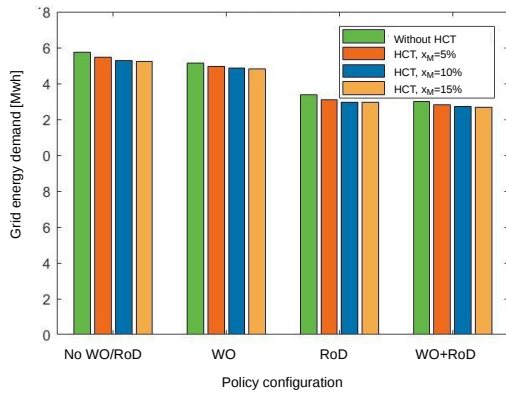 8
6
4
2
0
8
6
4
2
0
Grid energy demand [Mwh]
Without HCT
HCT, xM=5%
HCT, xM=10%
HCT, xM=15%
No WO/RoD
WO
RoD
WO+RoD
Policy configuration